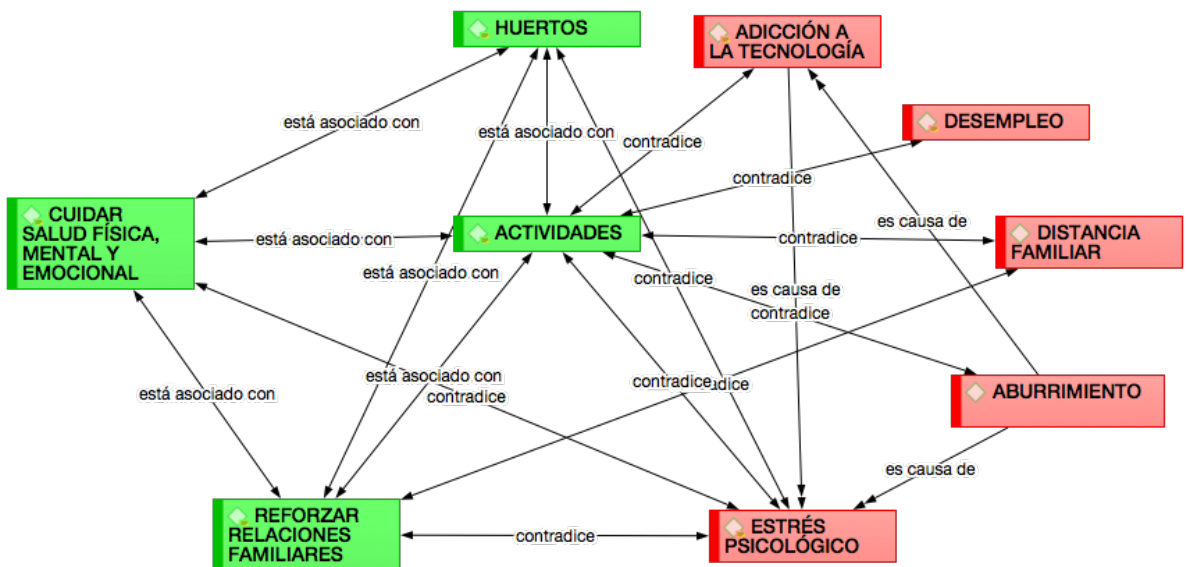 HUERTOS
ADICCIÓN A
LA TECNOLOGÍA
DESEMPLEO
está asociado con
está asociado con
contradice
contradice
CUIDAR
SALUD FÍSICA,
MENTAL Y
EMOCIONAL
es causa de
ACTIVIDADES
DISTANCIA
FAMILIAR
está asociado con
contradice
está asociado con
contradice
es causa de
contradice
está asociado con
contradice
contradice
ABURRIMIENTO
está asociado con
contradice
es causa de
REFORZAR
RELACIONES
FAMILIARES
contradice
ESTRÉS
PSICOLÓGICO